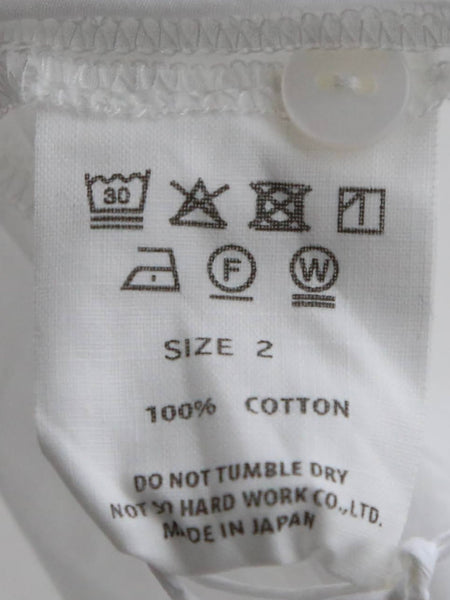 30
F W
SIZE 2
100% COTTON
DO NOT TUMBLE DRY
NOT SO HARD WORK CO.,LTD.
MADE IN JAPAN